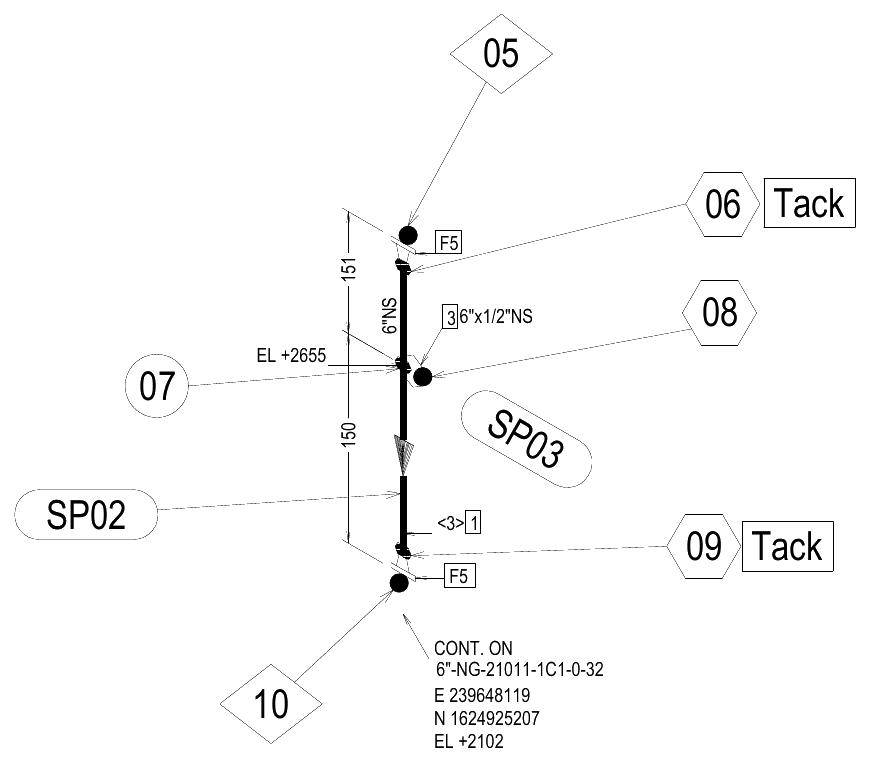 05
06 Tack
F5
151
6"NS
3 6"x1/2"NS
08
EL +2655
07
150
SP03
SP02
<3> 1
09 Tack
F5
10
CONT. ON
6"-NG-21011-1C1-0-32
E 239648119
N 1624925207
EL +2102